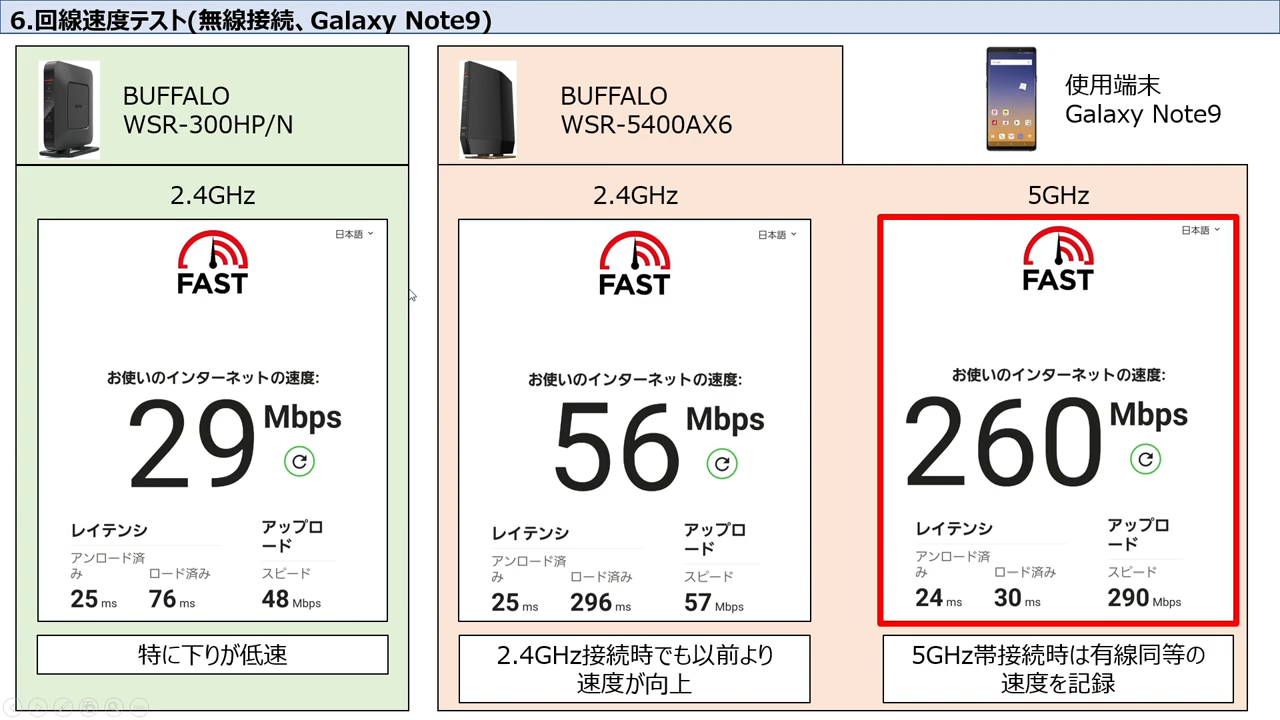 6.回線速度テスト(無線接続、Galaxy Note9)
BUFFALO
WSR-300HP/N
BUFFALO
WSR-5400AX6
使用端末
Galaxy Note9
2.4GHz
日本語
FAST
お使いのインターネットの速度:
29 Mbps
レイテンシ
アップロ
ード
アンロード済
み
ロード済み
スピード
25 ms
76 ms
48 Mbps
特に下りが低速
2.4GHz
日本語
FAST
お使いのインターネットの速度:
56 Mbps
レイテンシ
アップロ
ード
アンロード済
み
ロード済み
スピード
25 ms
296 ms
57 Mbps
2.4GHz接続時でも以前より
速度が向上
5GHz
日本語
FAST
お使いのインターネットの速度:
260 Mbps
レイテンシ
アップロ
ード
アンロード済
み
ロード済み
スピード
24 ms
30 ms
290 Mbps
5GHz帯接続時は有線同等の
速度を記録